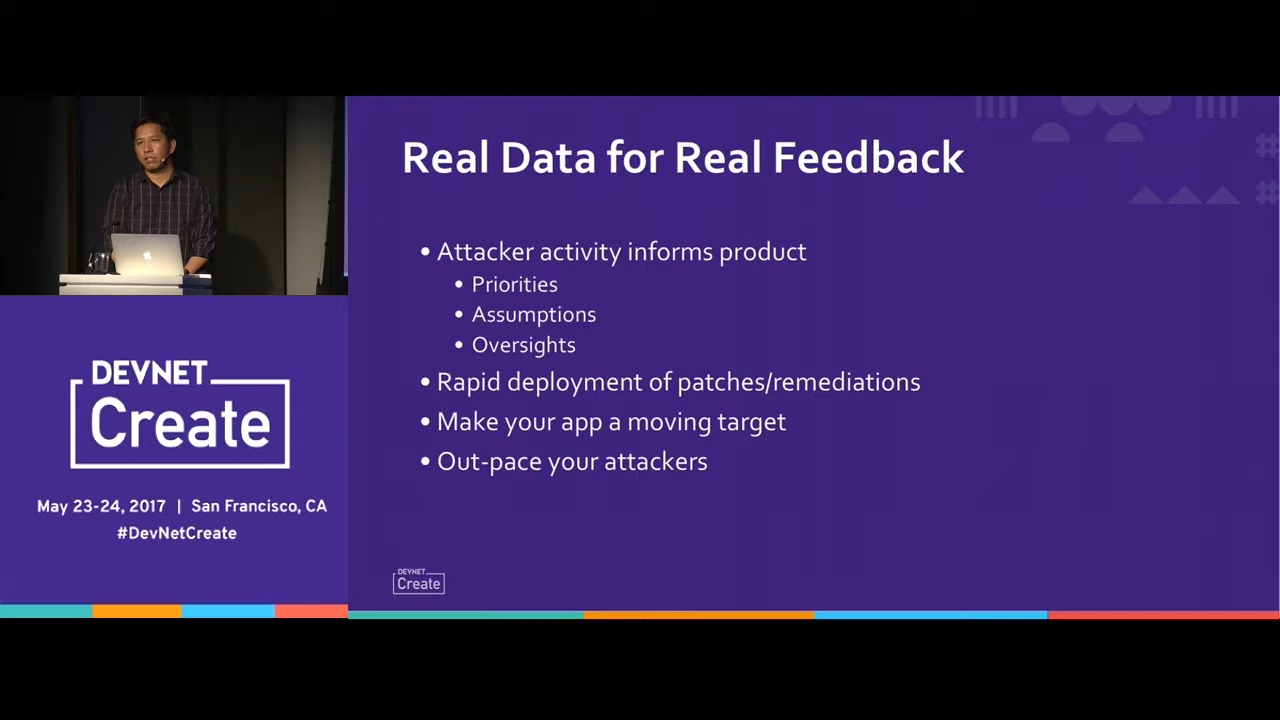 Real Data for Real Feedback
• Attacker activity informs product
• Priorities
• Assumptions
• Oversights
• Rapid deployment of patches/remediations
• Make your app a moving target
• Out-pace your attackers
DEVNET
Create
DEVNET
Create
May 23-24, 2017 | San Francisco, CA
#DevNetCreate